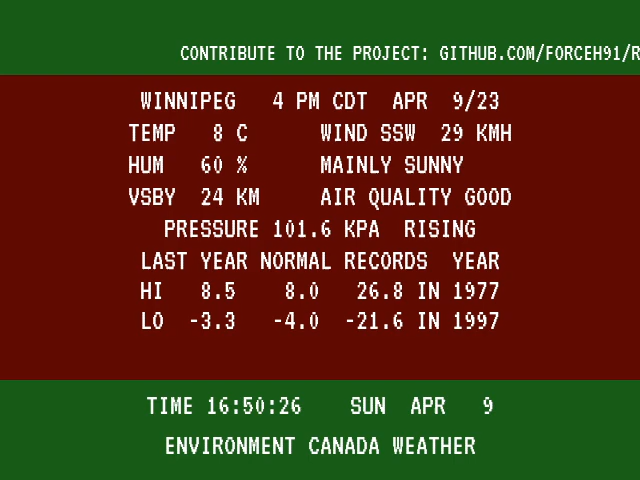 CONTRIBUTE TO THE PROJECT: GITHUB.COM/FORCEH91/R
WINNIPEG 4 PM CDT APR 9/23
TEMP 8 C WIND SSW 29 KMH
HUM 60 % MAINLY SUNNY
VSBY 24 KM AIR QUALITY GOOD
PRESSURE 101.6 KPA RISING
LAST YEAR NORMAL RECORDS YEAR
HI 8.5 8.0 26.8 IN 1977
LO -3.3 -4.0 -21.6 IN 1997
TIME 16:50:26 SUN APR 9
ENVIRONMENT CANADA WEATHER